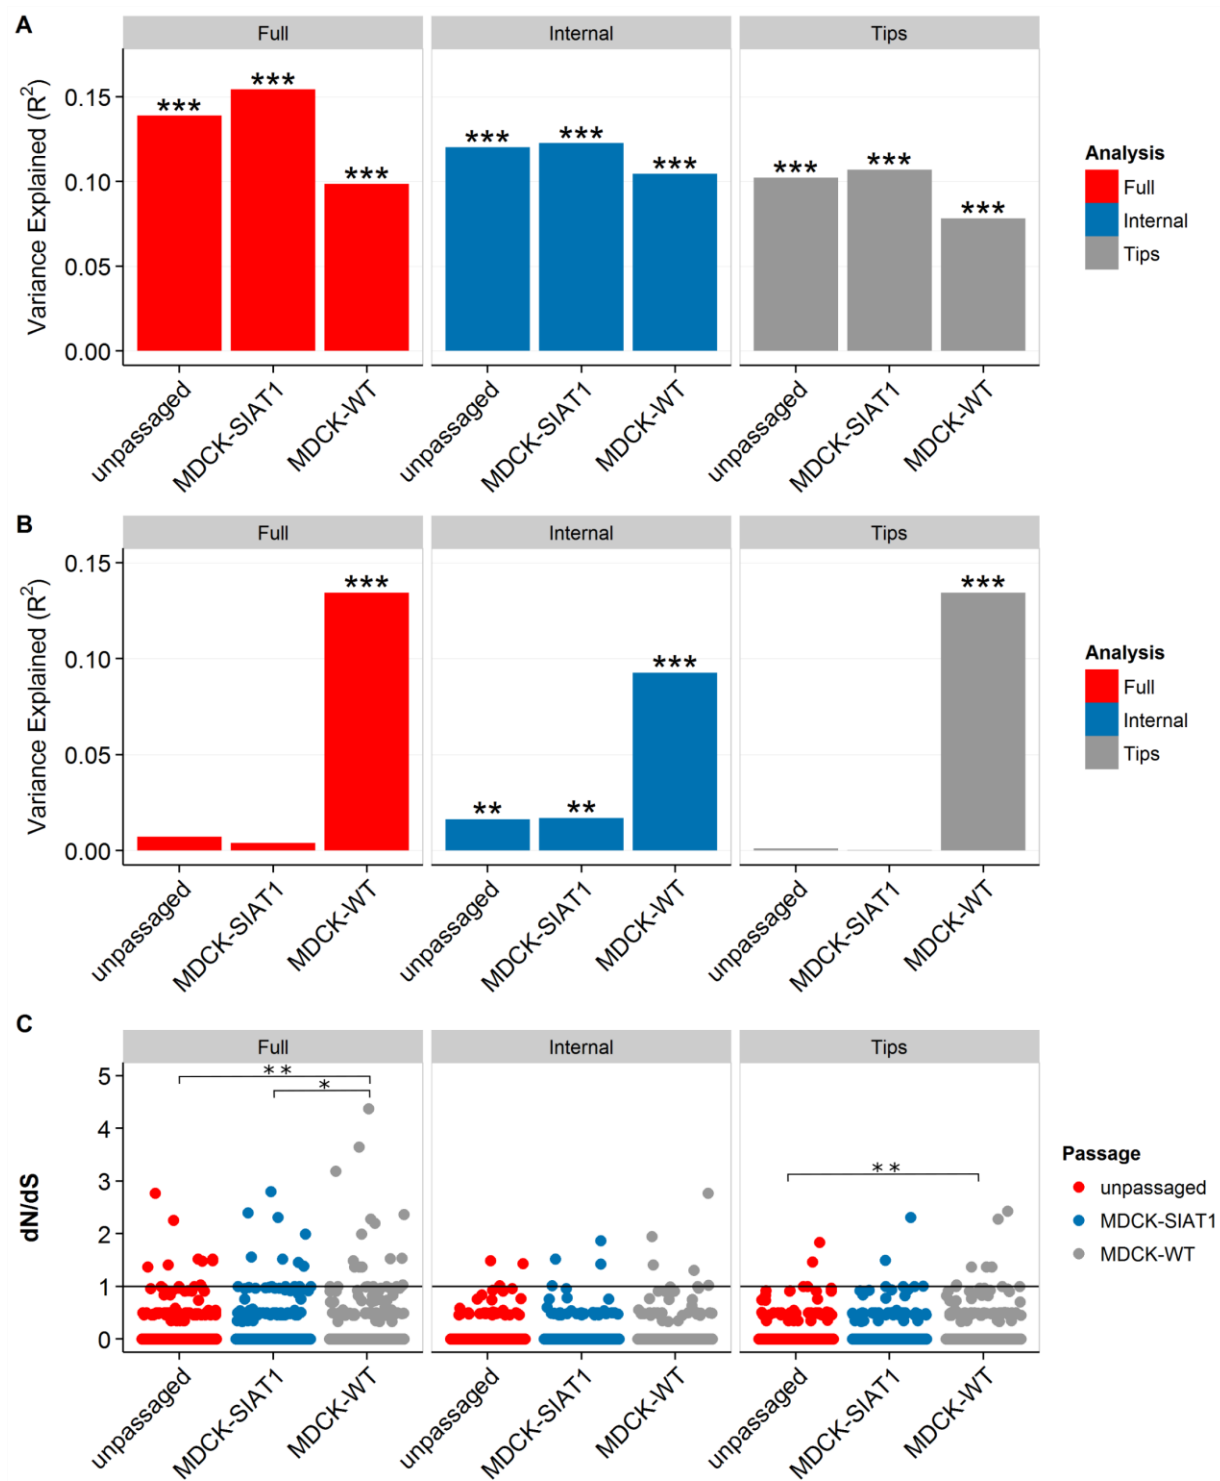 A
Full Internal Tips
Variance Explained (R²)
0.15
0.10
0.05
0.00
*** *** ***
*** *** ***
*** *** ***
unpassaged MDCK-SIAT1 MDCK-WT
unpassaged MDCK-SIAT1 MDCK-WT
unpassaged MDCK-SIAT1 MDCK-WT
Analysis
Full
Internal
Tips
B
Full Internal Tips
Variance Explained (R²)
0.15
0.10
0.05
0.00
***
** ** ***
***
unpassaged MDCK-SIAT1 MDCK-WT
unpassaged MDCK-SIAT1 MDCK-WT
unpassaged MDCK-SIAT1 MDCK-WT
Analysis
Full
Internal
Tips
C
Full Internal Tips
dN/dS
5
4
3
2
1
0
**
*
**
unpassaged MDCK-SIAT1 MDCK-WT
unpassaged MDCK-SIAT1 MDCK-WT
unpassaged MDCK-SIAT1 MDCK-WT
Passage
unpassaged
MDCK-SIAT1
MDCK-WT